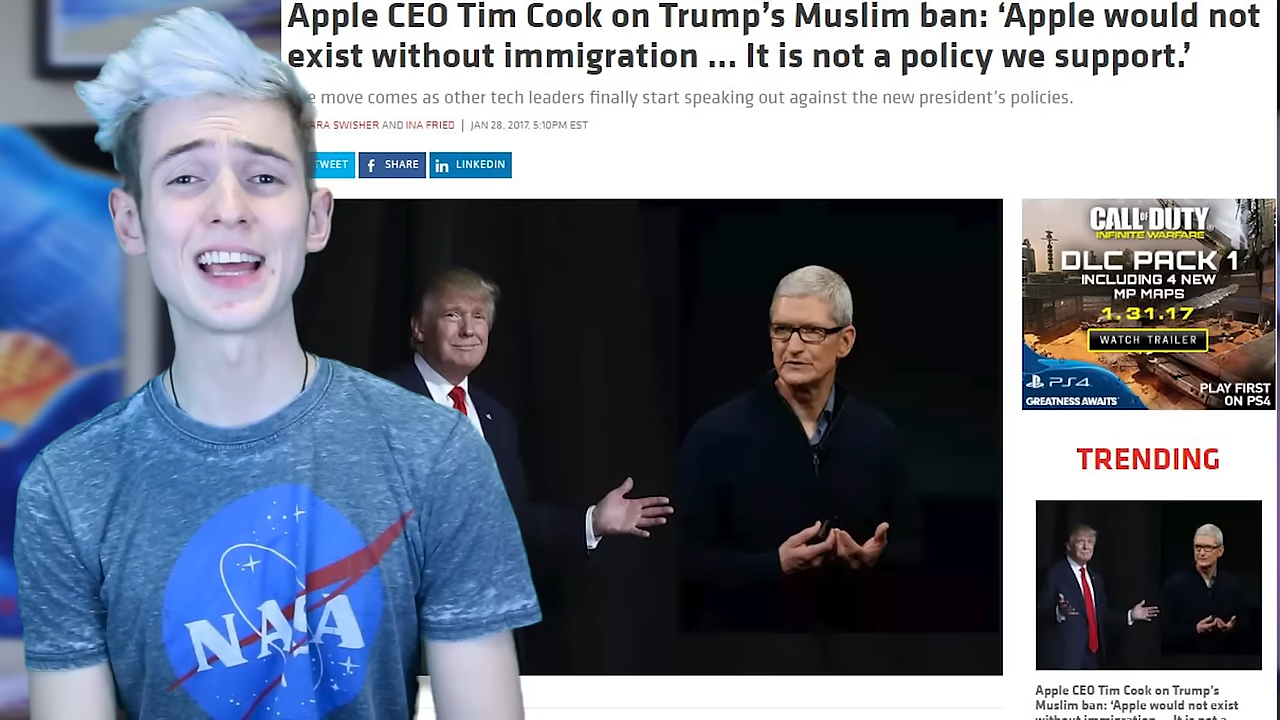 Apple CEO Tim Cook on Trump’s Muslim ban: ‘Apple would not
exist without immigration ... It is not a policy we support.’
move comes as other tech leaders finally start speaking out against the new president’s policies.
SWISHER AND INA FRIED | JAN 28, 2017, 5:10PM EST
TWEET
f SHARE
in LINKEDIN
CALL OF DUTY
INFINITE WARFARE
DLC PACK 1
INCLUDING 4 NEW
MP MAPS
1.31.17
WATCH TRAILER
PS4
GREATNESS AWAITS
PLAY FIRST
ON PS4
TRENDING
NASA
Apple CEO Tim Cook on Trump’s
Muslim ban: ‘Apple would not